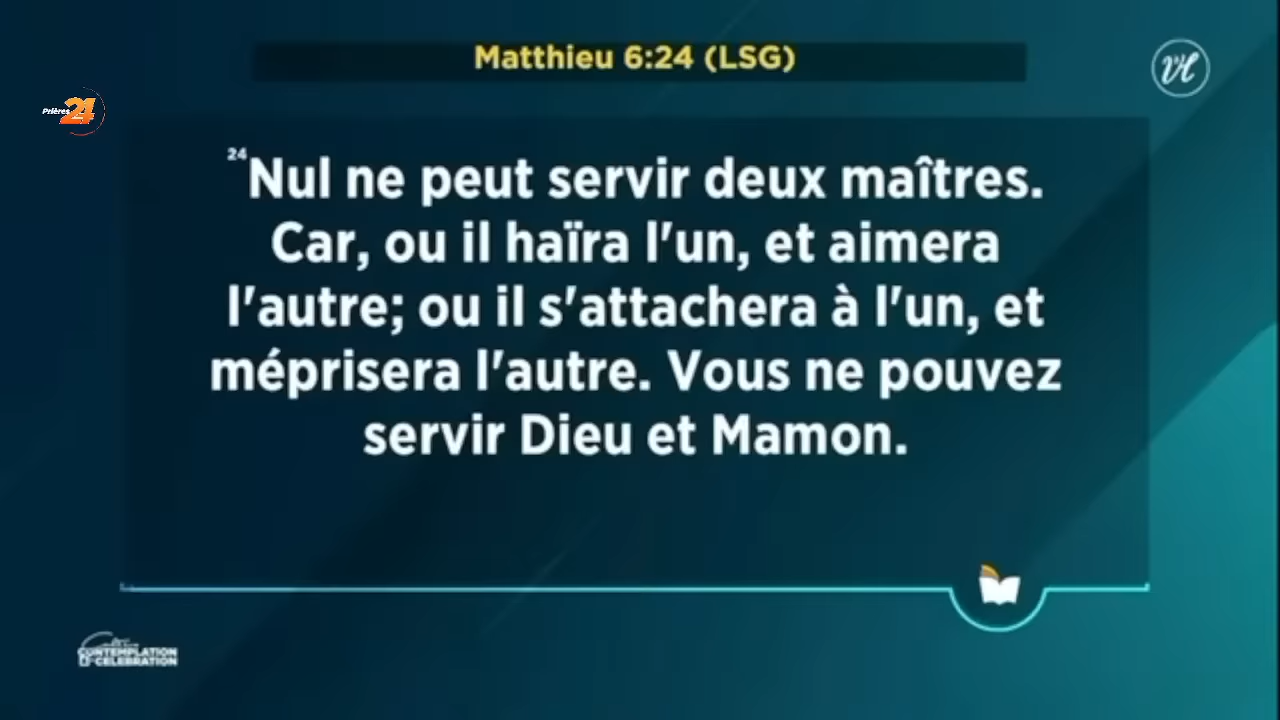 Matthieu 6:24 (LSG)
Prières 24
24 Nul ne peut servir deux maîtres.
Car, ou il haïra l'un, et aimera
l'autre; ou il s'attachera à l'un, et
méprisera l'autre. Vous ne pouvez
servir Dieu et Mamon.
CONTEMPLATION
& CELEBRATION